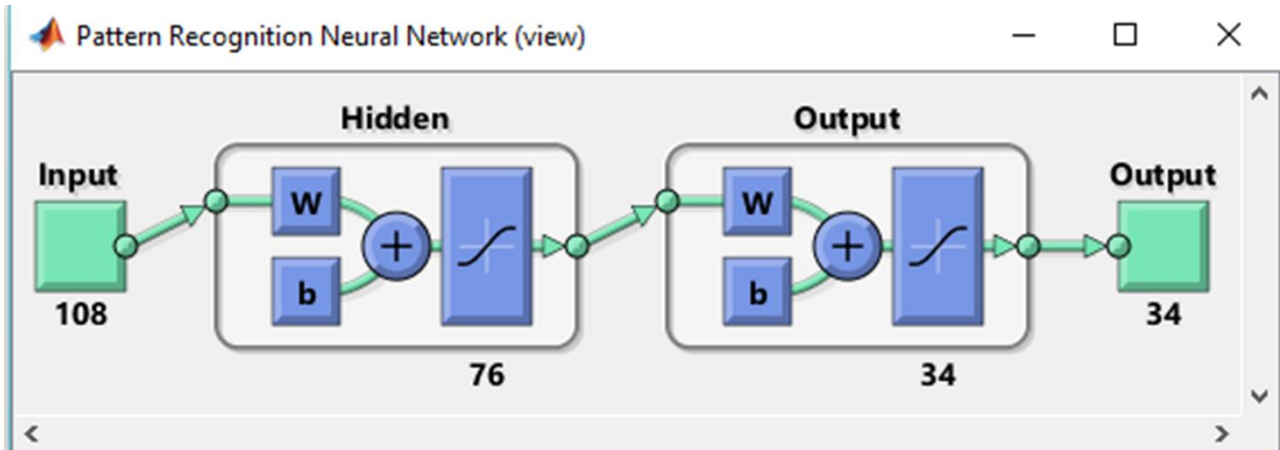 Pattern Recognition Neural Network (view)
Hidden
Output
Input
Output
W
W
+
+
b
b
108
34
76
34